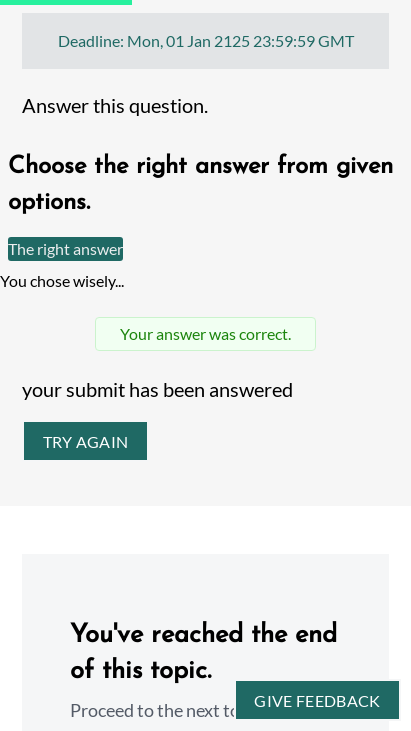 Deadline: Mon, 01 Jan 2125 23:59:59 GMT
Answer this question.
Choose the right answer from given
options.
The right answer
You chose wisely...
Your answer was correct.
your submit has been answered
TRY AGAIN
You've reached the end
of this topic.
Proceed to the next
GIVE FEEDBACK